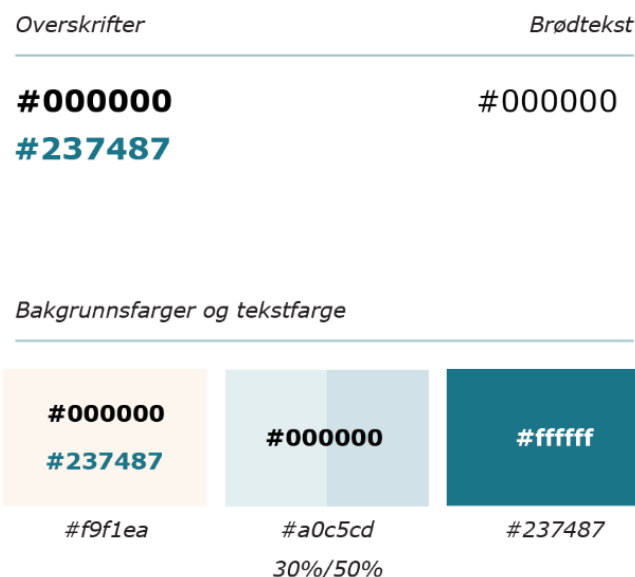 Overskrifter Brødtekst
#000000 #000000
#237487
Bakgrunnsfarger og tekstfarge
#000000
#237487
#000000
#ffffff
#f9f1ea #a0c5cd #237487
30%/50%